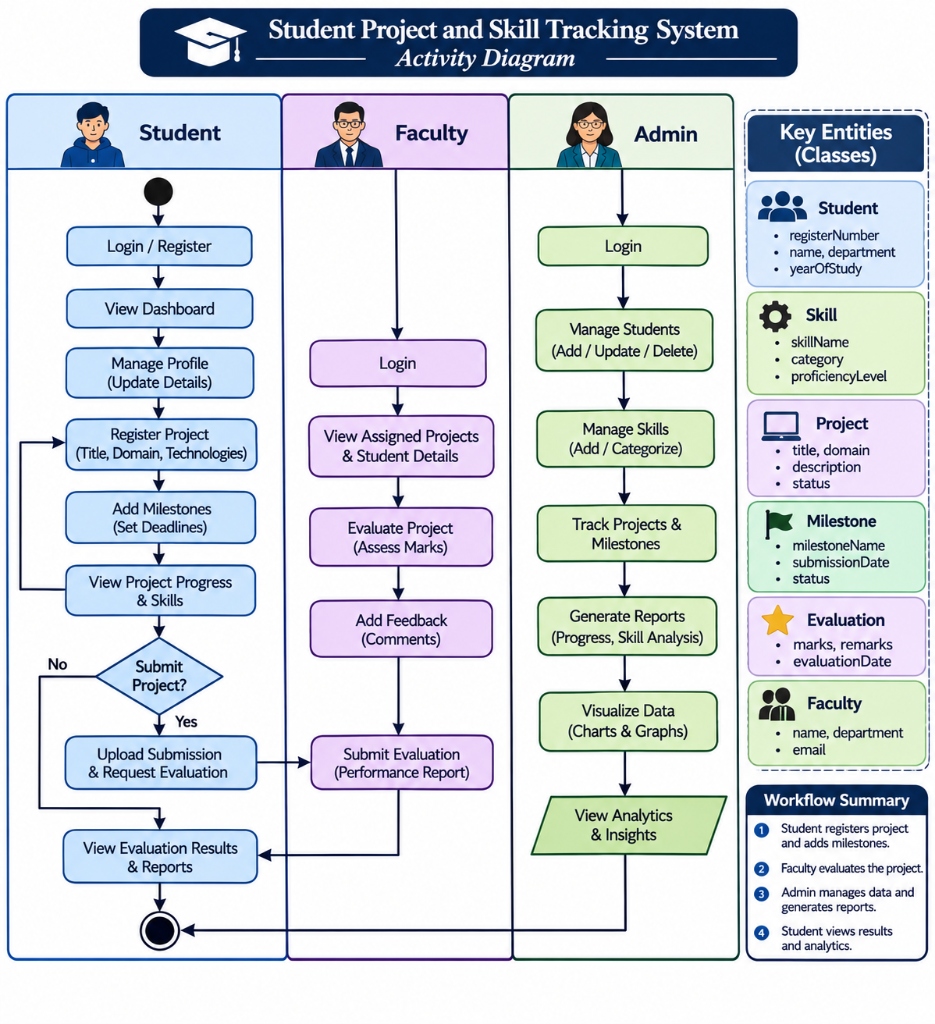 Student Project and Skill Tracking System
Activity Diagram
Student
Faculty
Admin
Login / Register
View Dashboard
Manage Profile
(Update Details)
Register Project
(Title, Domain, Technologies)
Add Milestones
(Set Deadlines)
View Project Progress
& Skills
Submit
Project?
No
Yes
Upload Submission
& Request Evaluation
View Evaluation Results
& Reports
Login
View Assigned Projects
& Student Details
Evaluate Project
(Assess Marks)
Add Feedback
(Comments)
Submit Evaluation
(Performance Report)
Login
Manage Students
(Add / Update / Delete)
Manage Skills
(Add / Categorize)
Track Projects &
Milestones
Generate Reports
(Progress, Skill Analysis)
Visualize Data
(Charts & Graphs)
View Analytics
& Insights
Key Entities
(Classes)
Student
• registerNumber
• name, department
• yearOfStudy
Skill
• skillName
• category
• proficiencyLevel
Project
• title, domain
• description
• status
Milestone
• milestoneName
• submissionDate
• status
Evaluation
• marks, remarks
• evaluationDate
Faculty
• name, department
• email
Workflow Summary
1 Student registers project
and adds milestones.
2 Faculty evaluates the project.
3 Admin manages data and
generates reports.
4 Student views results
and analytics.